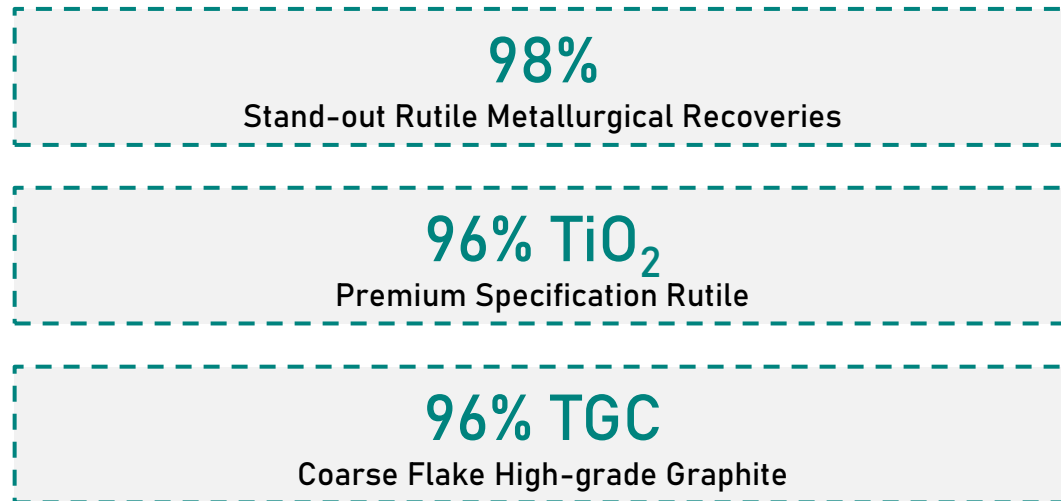 98%
Stand-out Rutile Metallurgical Recoveries
96% TiO₂
Premium Specification Rutile
96% TGC
Coarse Flake High-grade Graphite